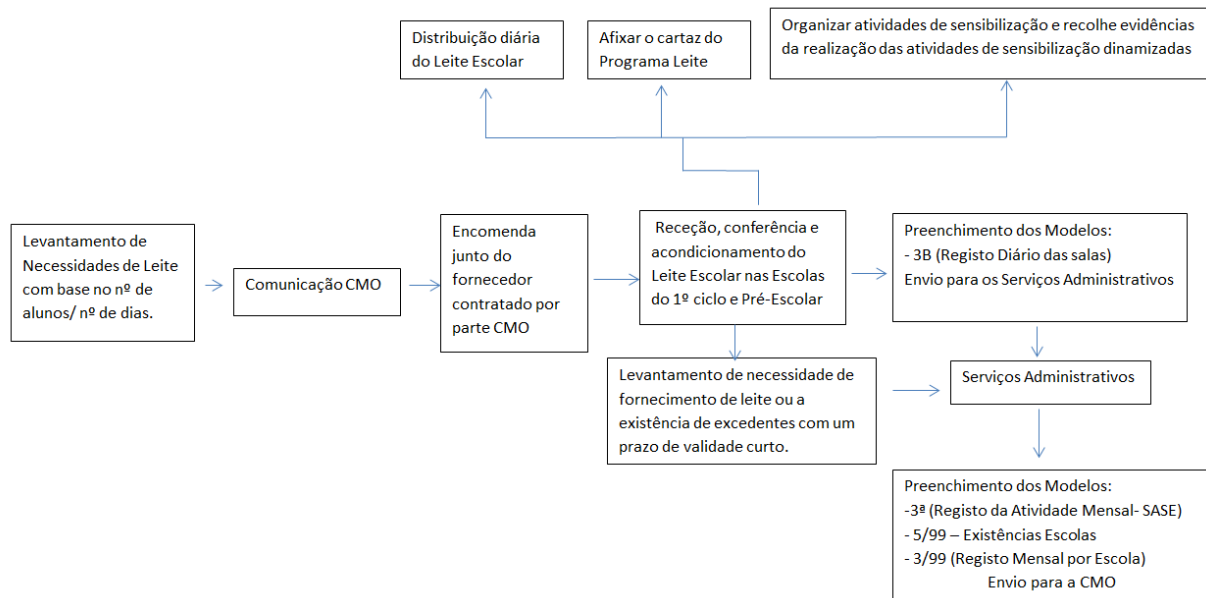 Distribuição diária
do Leite Escolar
Afixar o cartaz do
Programa Leite
Organizar atividades de sensibilização e recolhe evidências
da realização das atividades de sensibilização dinamizadas
Levantamento de
Necessidades de Leite
com base no nº de
alunos/ nº de dias.
Comunicação CMO
Encomenda
junto do
fornecedor
contratado por
parte CMO
Receção, conferência e
acondicionamento do
Leite Escolar nas Escolas
do 1º ciclo e Pré-Escolar
Preenchimento dos Modelos:
- 3B (Registo Diário das salas)
Envio para os Serviços Administrativos
Levantamento de necessidade de
fornecimento de leite ou a
existência de excedentes com um
prazo de validade curto.
Serviços Administrativos
Preenchimento dos Modelos:
-3ª (Registo da Atividade Mensal- SASE)
- 5/99 – Existências Escolas
- 3/99 (Registo Mensal por Escola)
Envio para a CMO